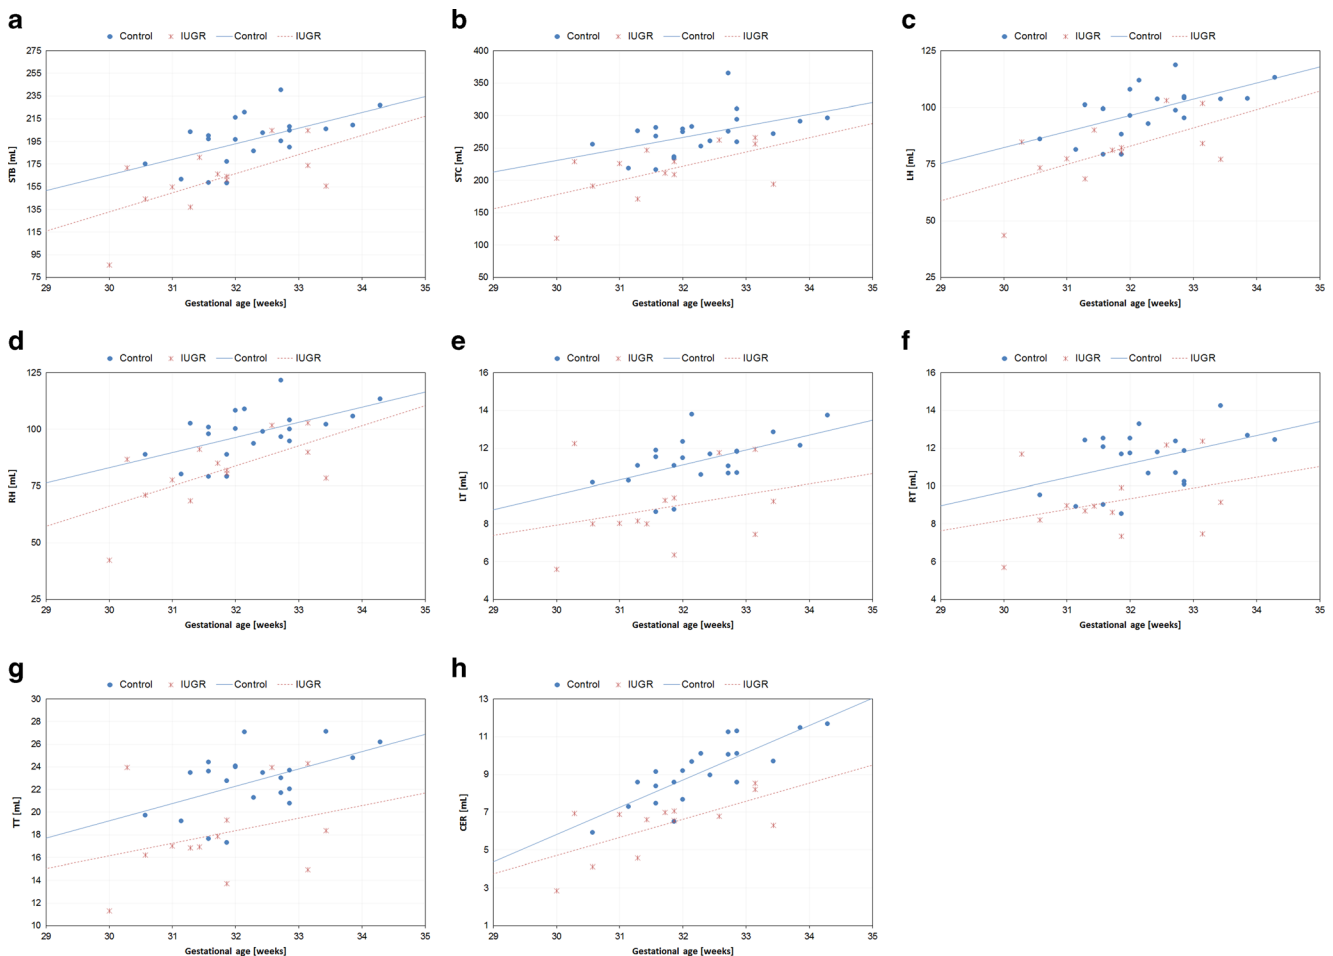 a
Control IUGR Control IUGR
275
255
235
215
195
175
155
135
115
95
75
STB [mL]
29 30 31 32 33 34 35
Gestational age [weeks]
b
Control IUGR Control IUGR
400
350
300
250
200
150
100
50
STC [mL]
29 30 31 32 33 34 35
Gestational age [weeks]
c
Control IUGR Control IUGR
125
100
75
50
25
LH [mL]
29 30 31 32 33 34 35
Gestational age [weeks]
d
Control IUGR Control IUGR
125
100
75
50
25
RH [mL]
29 30 31 32 33 34 35
Gestational age [weeks]
e
Control IUGR Control IUGR
16
14
12
10
8
6
4
LT [mL]
29 30 31 32 33 34 35
Gestational age [weeks]
f
Control IUGR Control IUGR
16
14
12
10
8
6
4
RT [mL]
29 30 31 32 33 34 35
Gestational age [weeks]
g
Control IUGR Control IUGR
30
28
26
24
22
20
18
16
14
12
10
TT [mL]
29 30 31 32 33 34 35
Gestational age [weeks]
h
Control IUGR Control IUGR
13
11
9
7
5
3
1
CER [mL]
29 30 31 32 33 34 35
Gestational age [weeks]